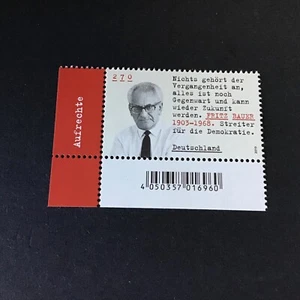 Aufrechte
270
Nichts gehört der
Vergangenheit an,
alles ist noch
Gegenwart und kann
wieder Zukunft
werden. FRITZ BAUER
1903–1968. Streiter
für die Demokratie.
Deutschland
4 050357 016960